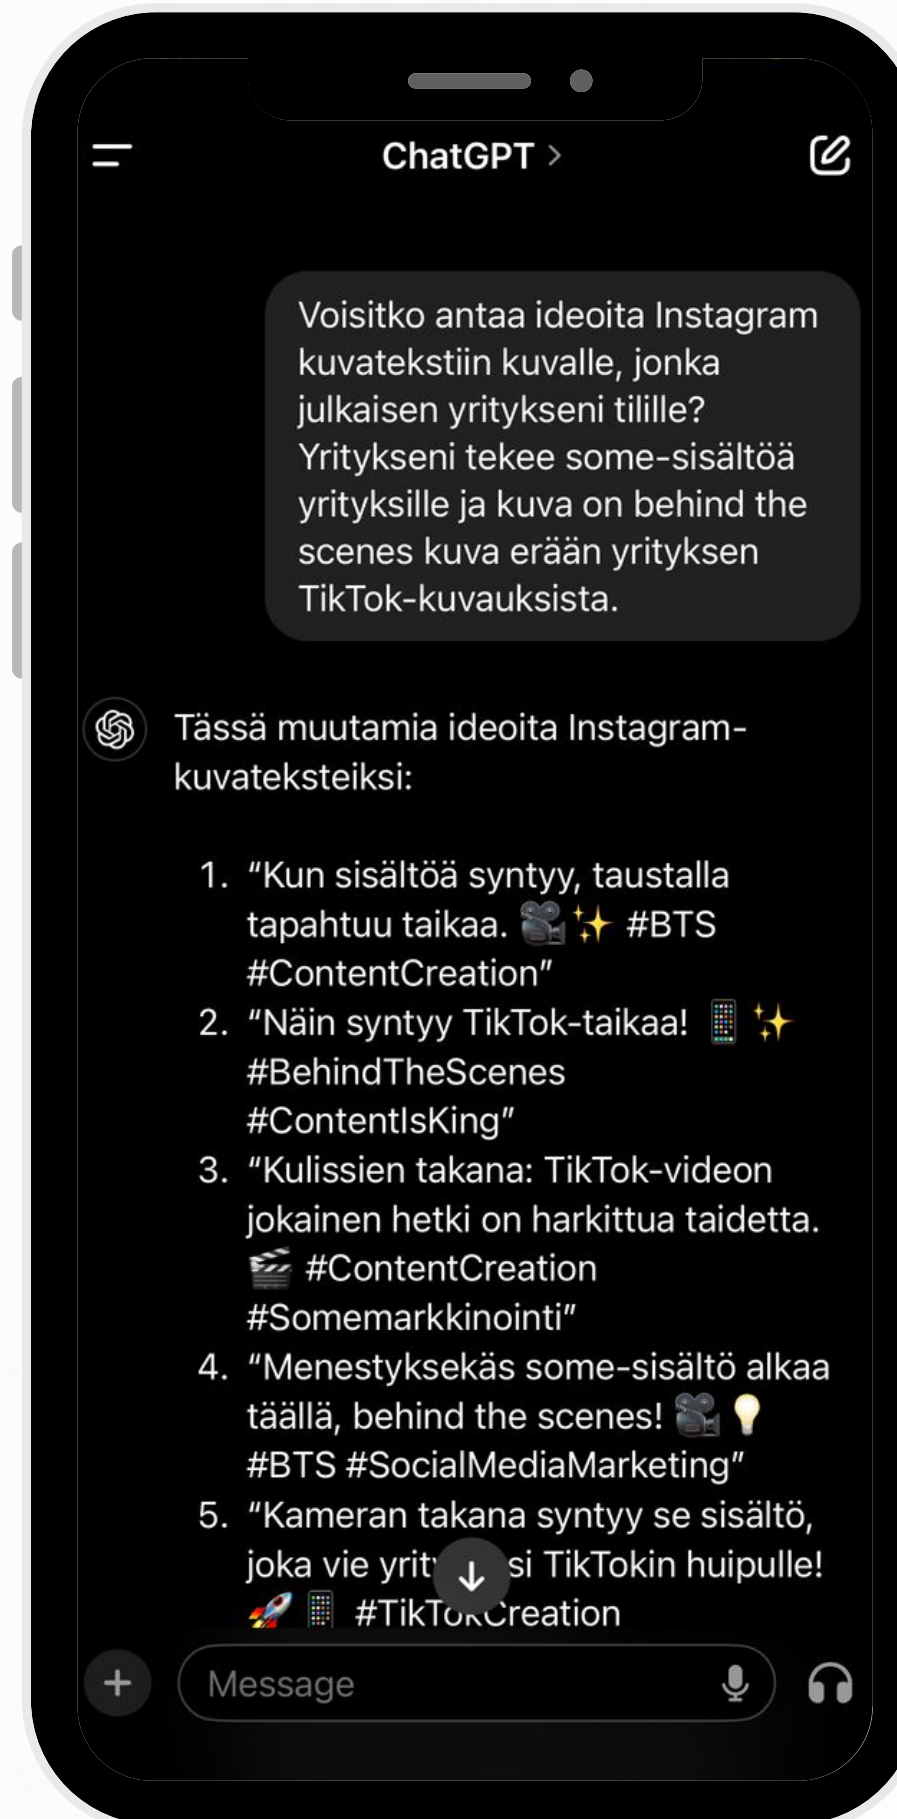 ChatGPT >
Voisitko antaa ideoita Instagram
kuvatekstiin kuvalle, jonka
julkaisen yritykseni tilille?
Yritykseni tekee some-sisältöä
yrityksille ja kuva on behind the
scenes kuva erään yrityksen
TikTok-kuvauksista.
Tässä muutamia ideoita Instagram-
kuvateksteiksi:
1. “Kun sisältöä syntyy, taustalla
tapahtuu taikaa. 🎥✨ #BTS
#ContentCreation”
2. “Näin syntyy TikTok-taikaa! 📱✨
#BehindTheScenes
#ContentIsKing”
3. “Kulissien takana: TikTok-videon
jokainen hetki on harkittua taidetta.
🎬 #ContentCreation
#Somemarkkinointi”
4. “Menestyksekäs some-sisältö alkaa
täällä, behind the scenes! 🎥💡
#BTS #SocialMediaMarketing”
5. “Kameran takana syntyy se sisältö,
joka vie TikTokin huipulle!
🚀📱 #TikTokCreation
Message